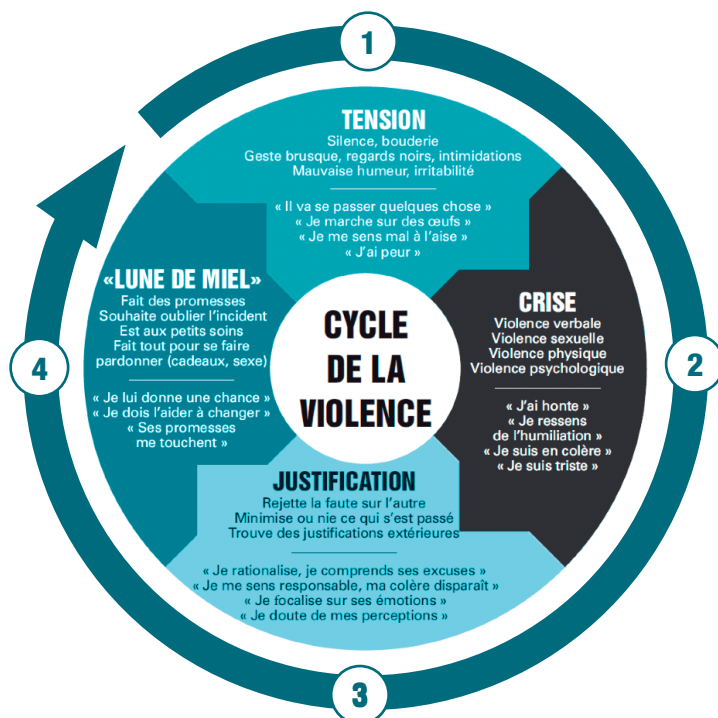 1
TENSION
Silence, bouderie
Geste brusque, regards noirs, intimidations
Mauvaise humeur, irritabilité
« Il va se passer quelques chose »
« Je marche sur des œufs »
« Je me sens mal à l’aise »
« J’ai peur »
2
CRISE
Violence verbale
Violence sexuelle
Violence physique
Violence psychologique
« J’ai honte »
« Je ressens
de l’humiliation »
« Je suis en colère »
« Je suis triste »
CYCLE
DE LA
VIOLENCE
3
JUSTIFICATION
Rejette la faute sur l’autre
Minimise ou nie ce qui s’est passé
Trouve des justifications extérieures
« Je rationalise, je comprends ses excuses »
« Je me sens responsable, ma colère disparaît »
« Je focalise sur ses émotions »
« Je doute de mes perceptions »
4
«LUNE DE MIEL»
Fait des promesses
Souhaite oublier l’incident
Est aux petits soins
Fait tout pour se faire
pardonner (cadeaux, sexe)
« Je lui donne une chance »
« Je dois l’aider à changer »
« Ses promesses
me touchent »